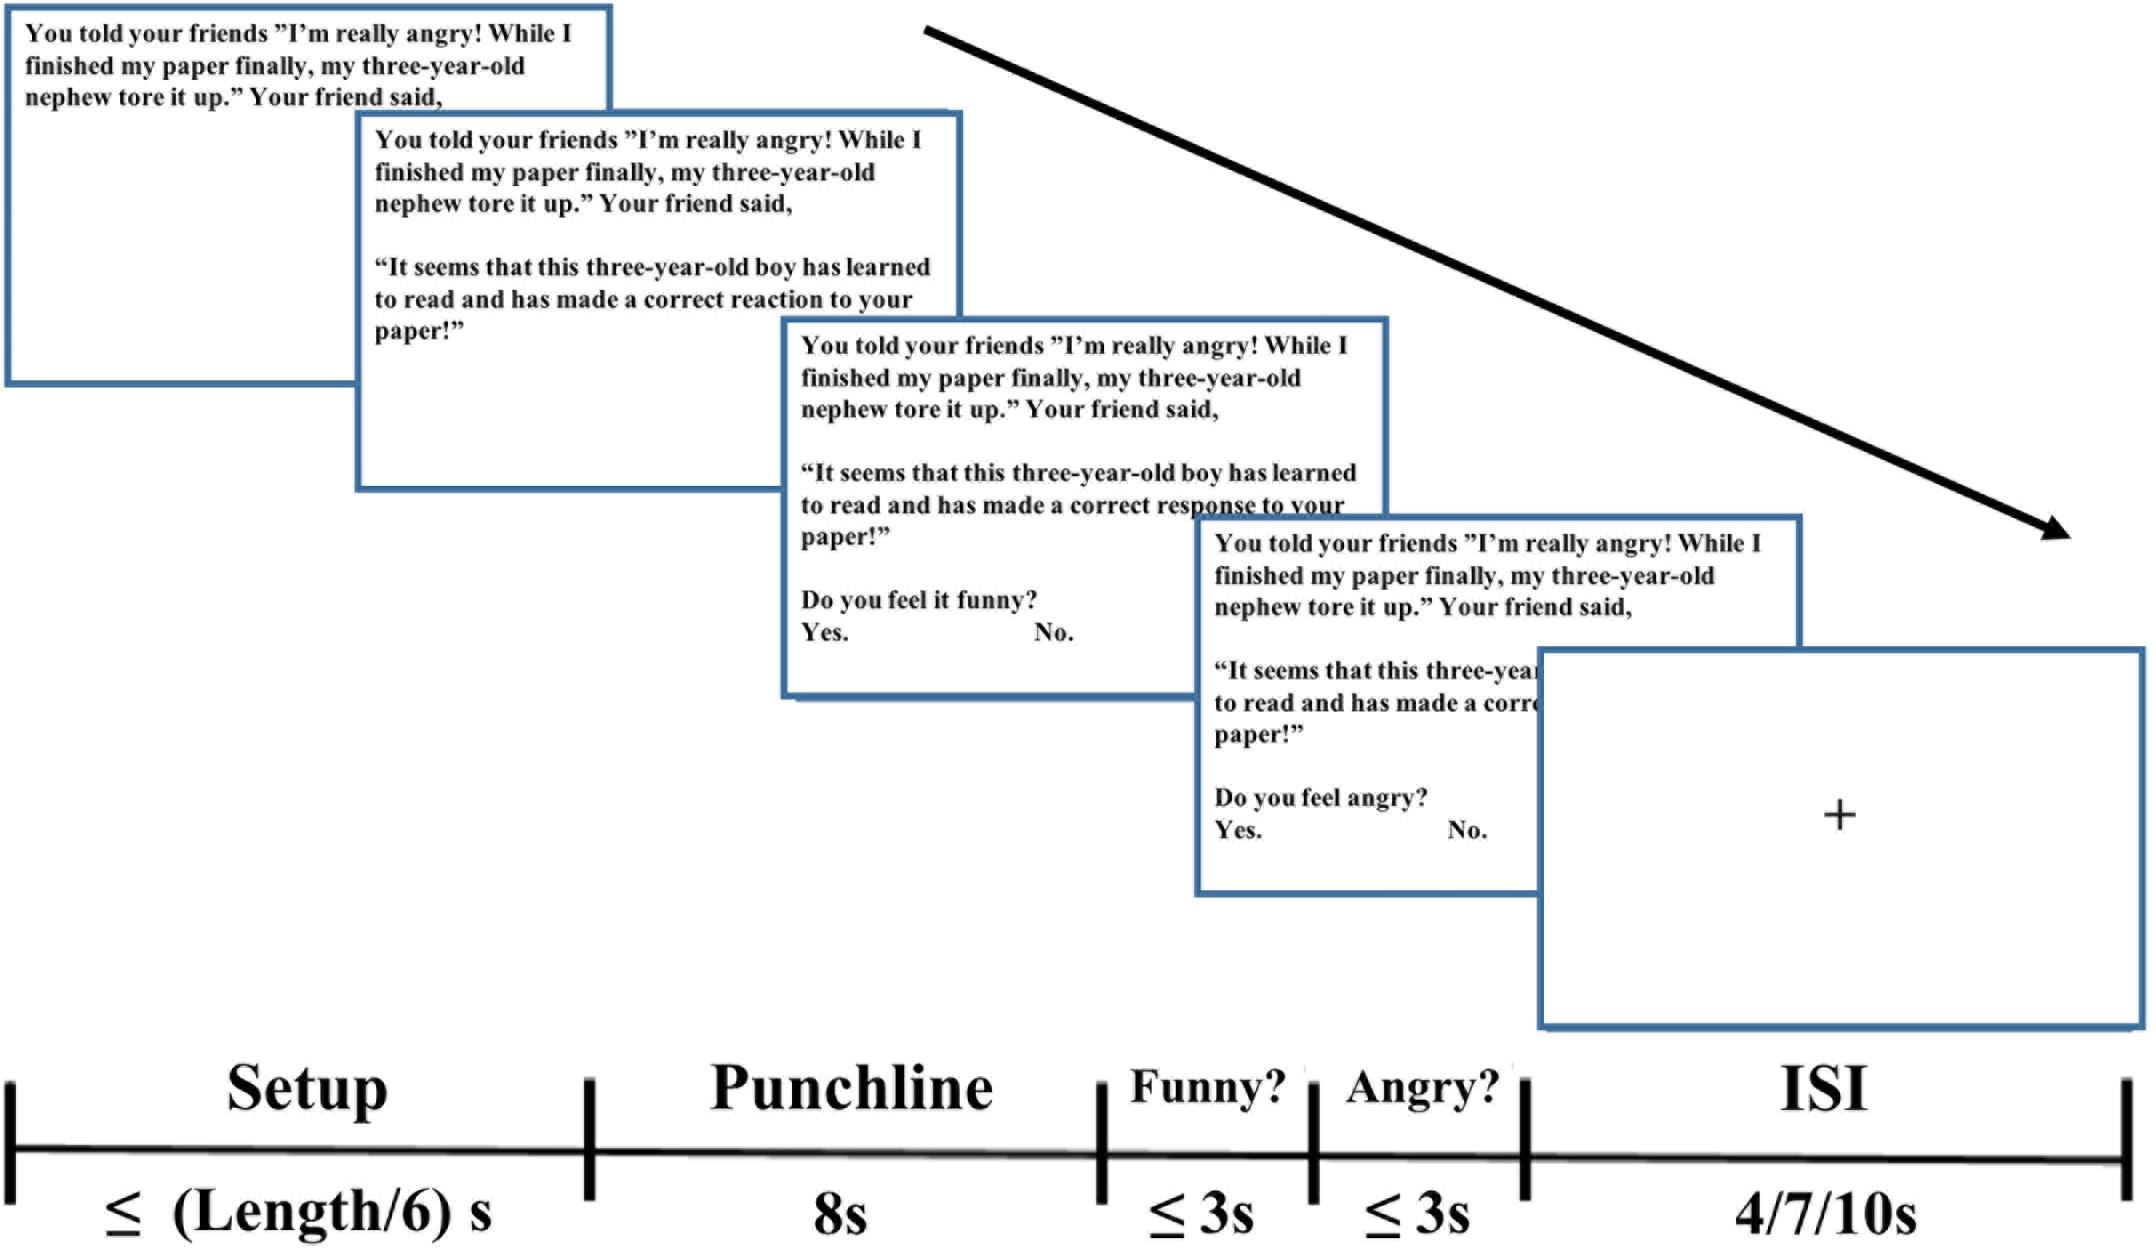 You told your friends ”I’m really angry! While I
finished my paper finally, my three-year-old
nephew tore it up.” Your friend said,
You told your friends ”I’m really angry! While I
finished my paper finally, my three-year-old
nephew tore it up.” Your friend said,
“It seems that this three-year-old boy has learned
to read and has made a correct reaction to your
paper!”
You told your friends ”I’m really angry! While I
finished my paper finally, my three-year-old
nephew tore it up.” Your friend said,
“It seems that this three-year-old boy has learned
to read and has made a correct response to your
paper!”
Do you feel it funny?
Yes. No.
You told your friends ”I’m really angry! While I
finished my paper finally, my three-year-old
nephew tore it up.” Your friend said,
“It seems that this three-year
to read and has made a corre
paper!”
Do you feel angry?
Yes. No.
+
Setup Punchline Funny? Angry? ISI
≤ (Length/6) s 8s ≤ 3s ≤ 3s 4/7/10s